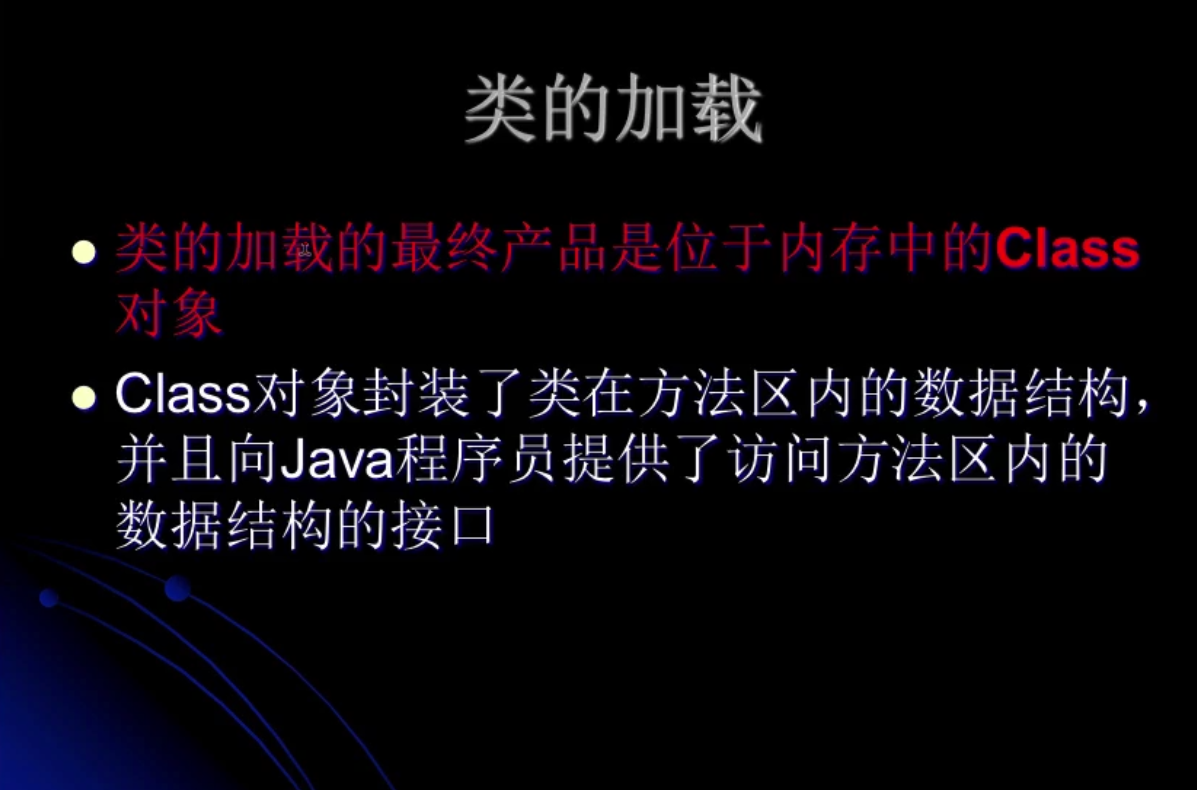 类的加载
类的加载的最终产品是位于内存中的Class
对象
Class对象封装了类在方法区内的数据结构，
并且向Java程序员提供了访问方法区内的
数据结构的接口